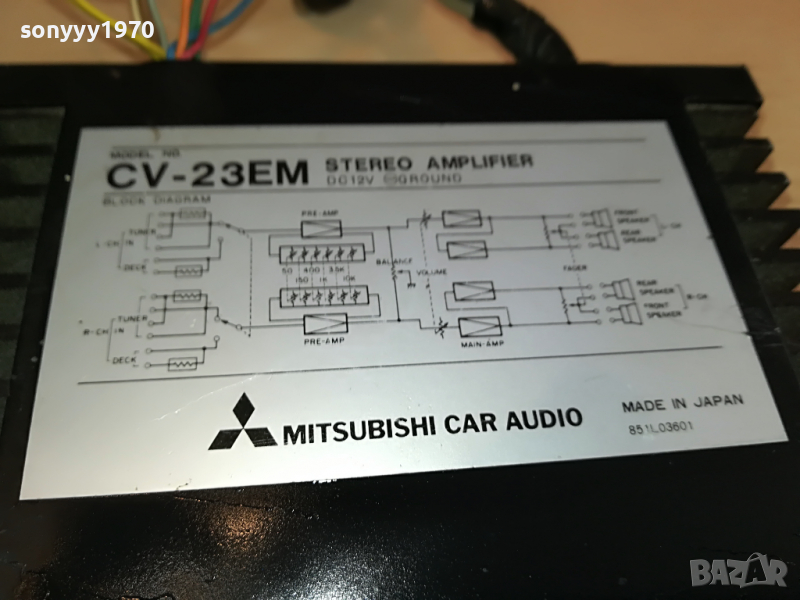 sonyyy1970
MODEL NO.
CV-23EM STEREO AMPLIFIER
DC12V ⊖GROUND
BLOCK DIAGRAM
PRE-AMP
TUNER
L-CH IN
DECK
50 400 3.5K
150 1K 10K
BALANCE
VOLUME
FRONT SPEAKER
REAR SPEAKER
L-CH
FADER
TUNER
R-CH IN
DECK
PRE-AMP
MAIN-AMP
REAR SPEAKER
FRONT SPEAKER
R-CH
MITSUBISHI CAR AUDIO
MADE IN JAPAN
851L03601
BAZAR